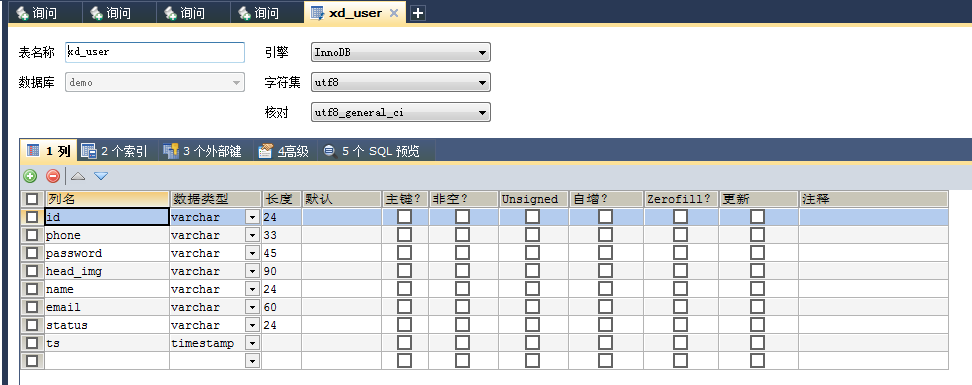 询问 询问 询问 询问 xd_user
表名称 xd_user 引擎 InnoDB
数据库 demo 字符集 utf8
核对 utf8_general_ci
1 列 2 个索引 3 个外部键 4高级 5 个 SQL 预览
列名 数据类型 长度 默认 主键? 非空? Unsigned 自增? Zerofill? 更新 注释
id varchar 24
phone varchar 33
password varchar 45
head_img varchar 90
name varchar 24
email varchar 60
status varchar 24
ts timestamp